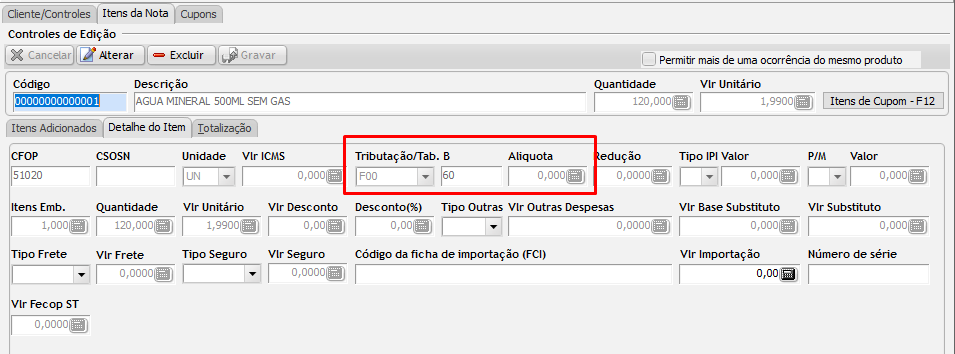 Cliente/Controles Itens da Nota Cupons
Controles de Edição
Cancelar Alterar Excluir Gravar Permitir mais de uma ocorrência do mesmo produto
Código Descrição Quantidade Vlr Unitário
00000000000001 AGUA MINERAL 500ML SEM GAS 120,000 1,9900 Itens de Cupom - F12
Itens Adicionados Detalhe do Item Totalização
CFOP CSOSN Unidade Vlr ICMS Tributação/Tab. B Aliquota Redução Tipo IPI Valor P/M Valor
51020 UN 0,000 F00 60 0,000 0,0000 0,000 0,000
Itens Emb. Quantidade Vlr Unitário Vlr Desconto Desconto(%) Tipo Outras Vlr Outras Despesas Vlr Base Substituto Vlr Substituto
1,000 120,000 1,9900 0,00 0,00 0,0000 0,0000 0,0000
Tipo Frete Vlr Frete Tipo Seguro Vlr Seguro Código da ficha de importação (FCI) Vlr Importação Número de série
0,0000 0,0000 0,00
Vlr Fecop ST
0,0000